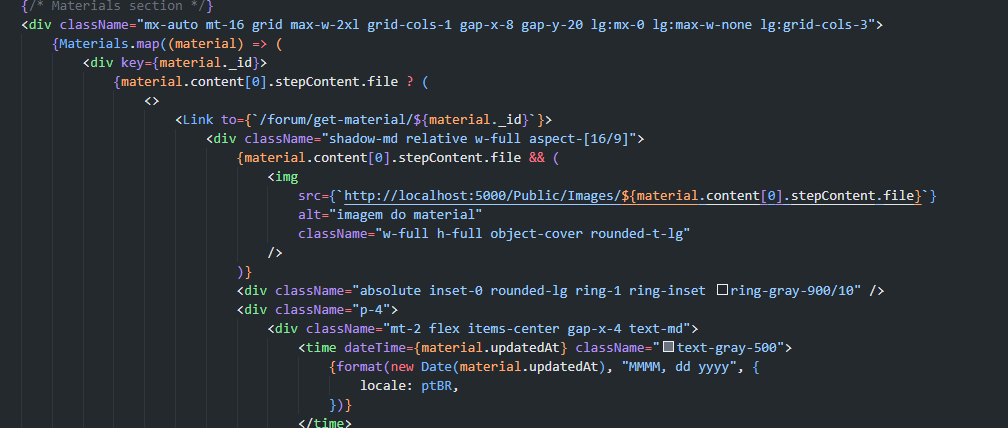 {/* Materials section */}
<div className="mx-auto mt-16 grid max-w-2xl grid-cols-1 gap-x-8 gap-y-20 lg:mx-0 lg:max-w-none lg:grid-cols-3">
{Materials.map((material) => (
<div key={material._id}>
{material.content[0].stepContent.file ? (
<>
<Link to={`/forum/get-material/${material._id}`}>
<div className="shadow-md relative w-full aspect-[16/9]">
{material.content[0].stepContent.file && (
<img
src={`http://localhost:5000/Public/Images/${material.content[0].stepContent.file}`}
alt="imagem do material"
className="w-full h-full object-cover rounded-t-lg"
/>
)}
<div className="absolute inset-0 rounded-lg ring-1 ring-inset ring-gray-900/10" />
<div className="p-4">
<div className="mt-2 flex items-center gap-x-4 text-md">
<time dateTime={material.updatedAt} className="text-gray-500">
{format(new Date(material.updatedAt), "MMMM, dd yyyy", {
locale: ptBR,
})}
</time>